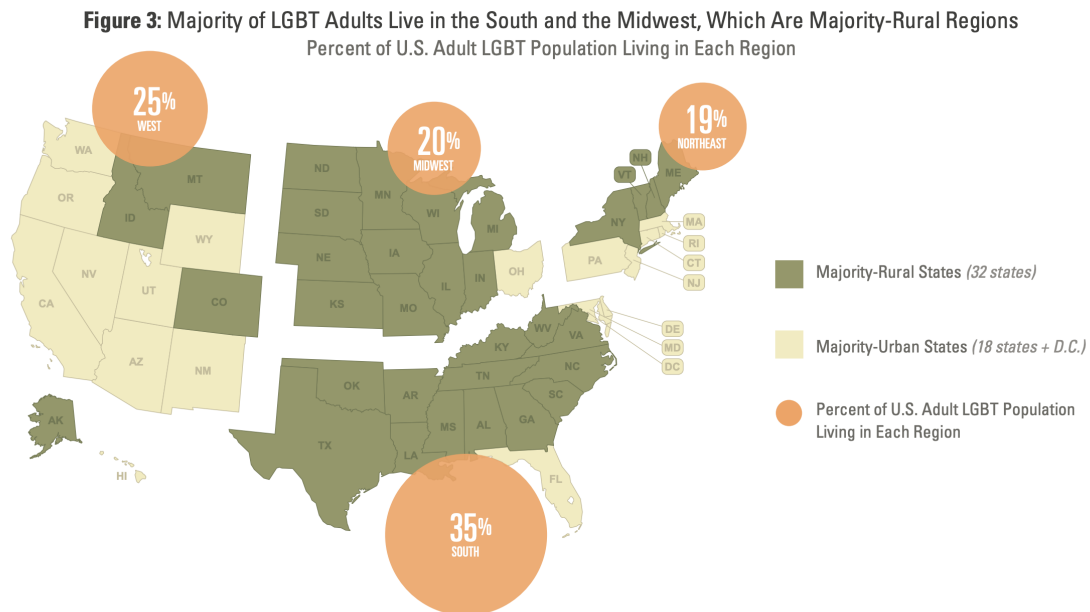 Figure 3: Majority of LGBT Adults Live in the South and the Midwest, Which Are Majority-Rural Regions
Percent of U.S. Adult LGBT Population Living in Each Region
25%
WEST
20%
MIDWEST
19%
NORTHEAST
WA
MT
OR
ID
WY
NV
UT
CO
CA
AZ
NM
AK
HI
ND
MN
SD
WI
MI
NE
IA
KS
MO
IL
IN
OH
NH
VT
ME
NY
MA
RI
CT
PA
NJ
DE
MD
DC
WV
VA
KY
NC
TN
SC
OK
AR
MS
AL
GA
TX
LA
FL
35%
SOUTH
Majority-Rural States (32 states)
Majority-Urban States (18 states + D.C.)
Percent of U.S. Adult LGBT Population
Living in Each Region